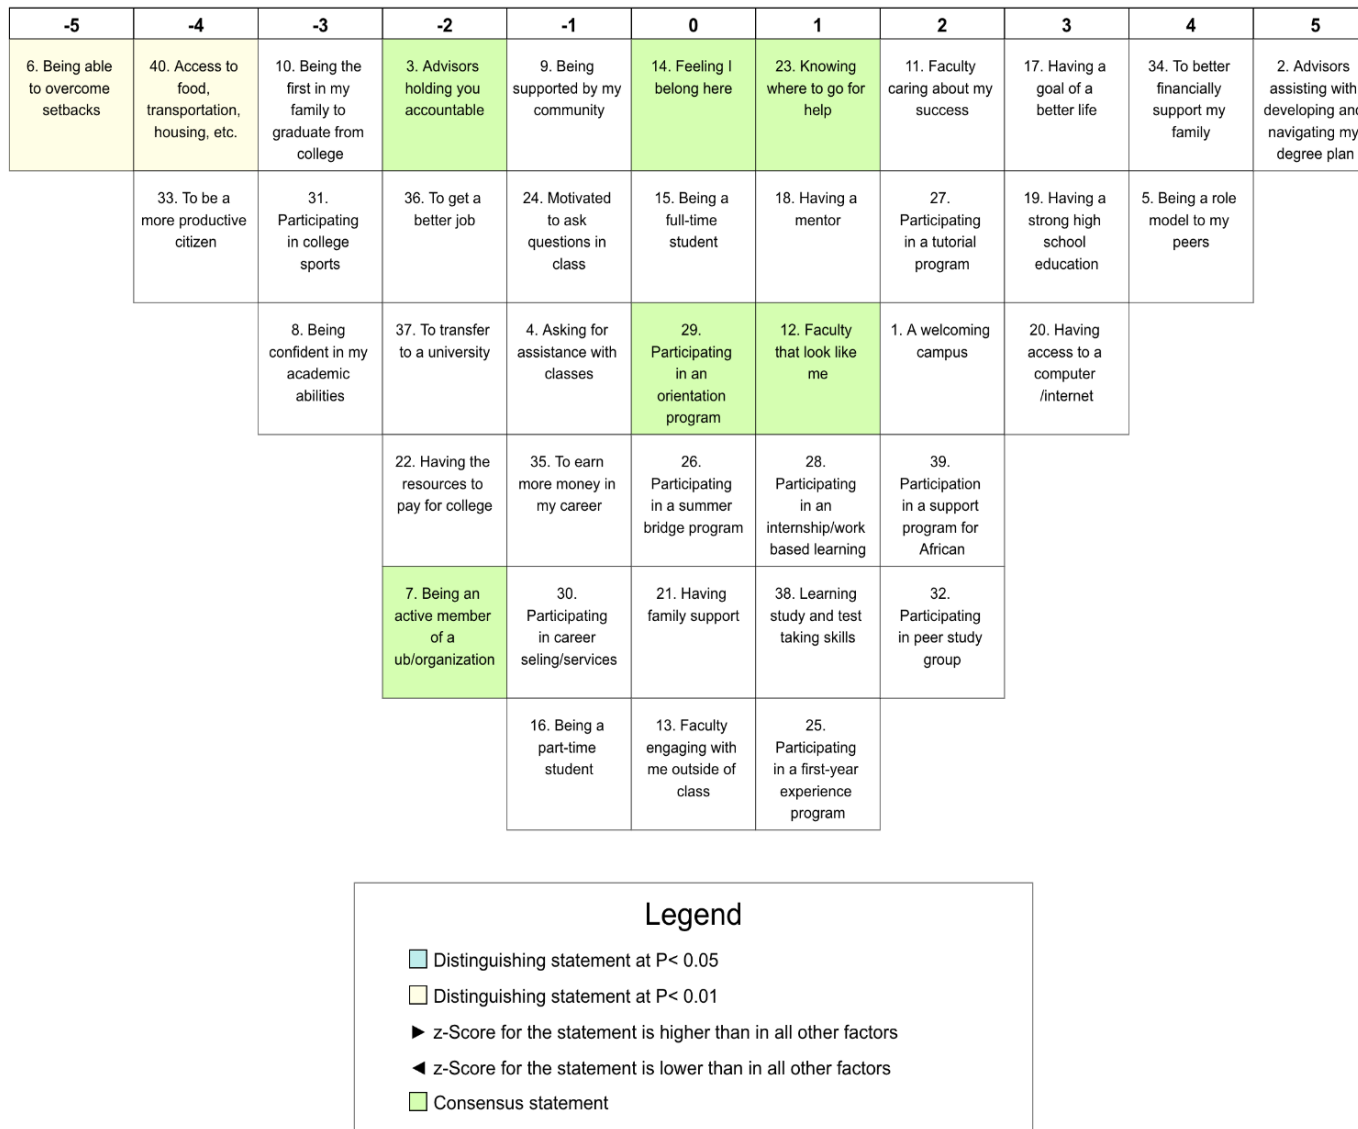 -5 -4 -3 -2 -1 0 1 2 3 4 5
6. Being able
to overcome
setbacks
40. Access to
food,
transportation,
housing, etc.
10. Being the
first in my
family to
graduate from
college
3. Advisors
holding you
accountable
9. Being
supported by my
community
14. Feeling I
belong here
23. Knowing
where to go for
help
11. Faculty
caring about my
success
17. Having a
goal of a
better life
34. To better
financially
support my
family
2. Advisors
assisting with
developing and
navigating my
degree plan
33. To be a
more productive
citizen
31.
Participating
in college
sports
36. To get a
better job
24. Motivated
to ask
questions in
class
15. Being a
full-time
student
18. Having a
mentor
27.
Participating
in a tutorial
program
19. Having a
strong high
school
education
5. Being a role
model to my
peers
8. Being
confident in my
academic
abilities
37. To transfer
to a university
4. Asking for
assistance with
classes
29.
Participating
in an
orientation
program
12. Faculty
that look like
me
1. A welcoming
campus
20. Having
access to a
computer
/internet
22. Having the
resources to
pay for college
35. To earn
more money in
my career
26.
Participating
in a summer
bridge program
28.
Participating
in an
internship/work
based learning
39.
Participation
in a support
program for
African
7. Being an
active member
of a
ub/organization
30.
Participating
in career
seling/services
21. Having
family support
38. Learning
study and test
taking skills
32.
Participating
in peer study
group
16. Being a
part-time
student
13. Faculty
engaging with
me outside of
class
25.
Participating
in a first-year
experience
program
Legend
Distinguishing statement at P< 0.05
Distinguishing statement at P< 0.01
► z-Score for the statement is higher than in all other factors
◄ z-Score for the statement is lower than in all other factors
Consensus statement